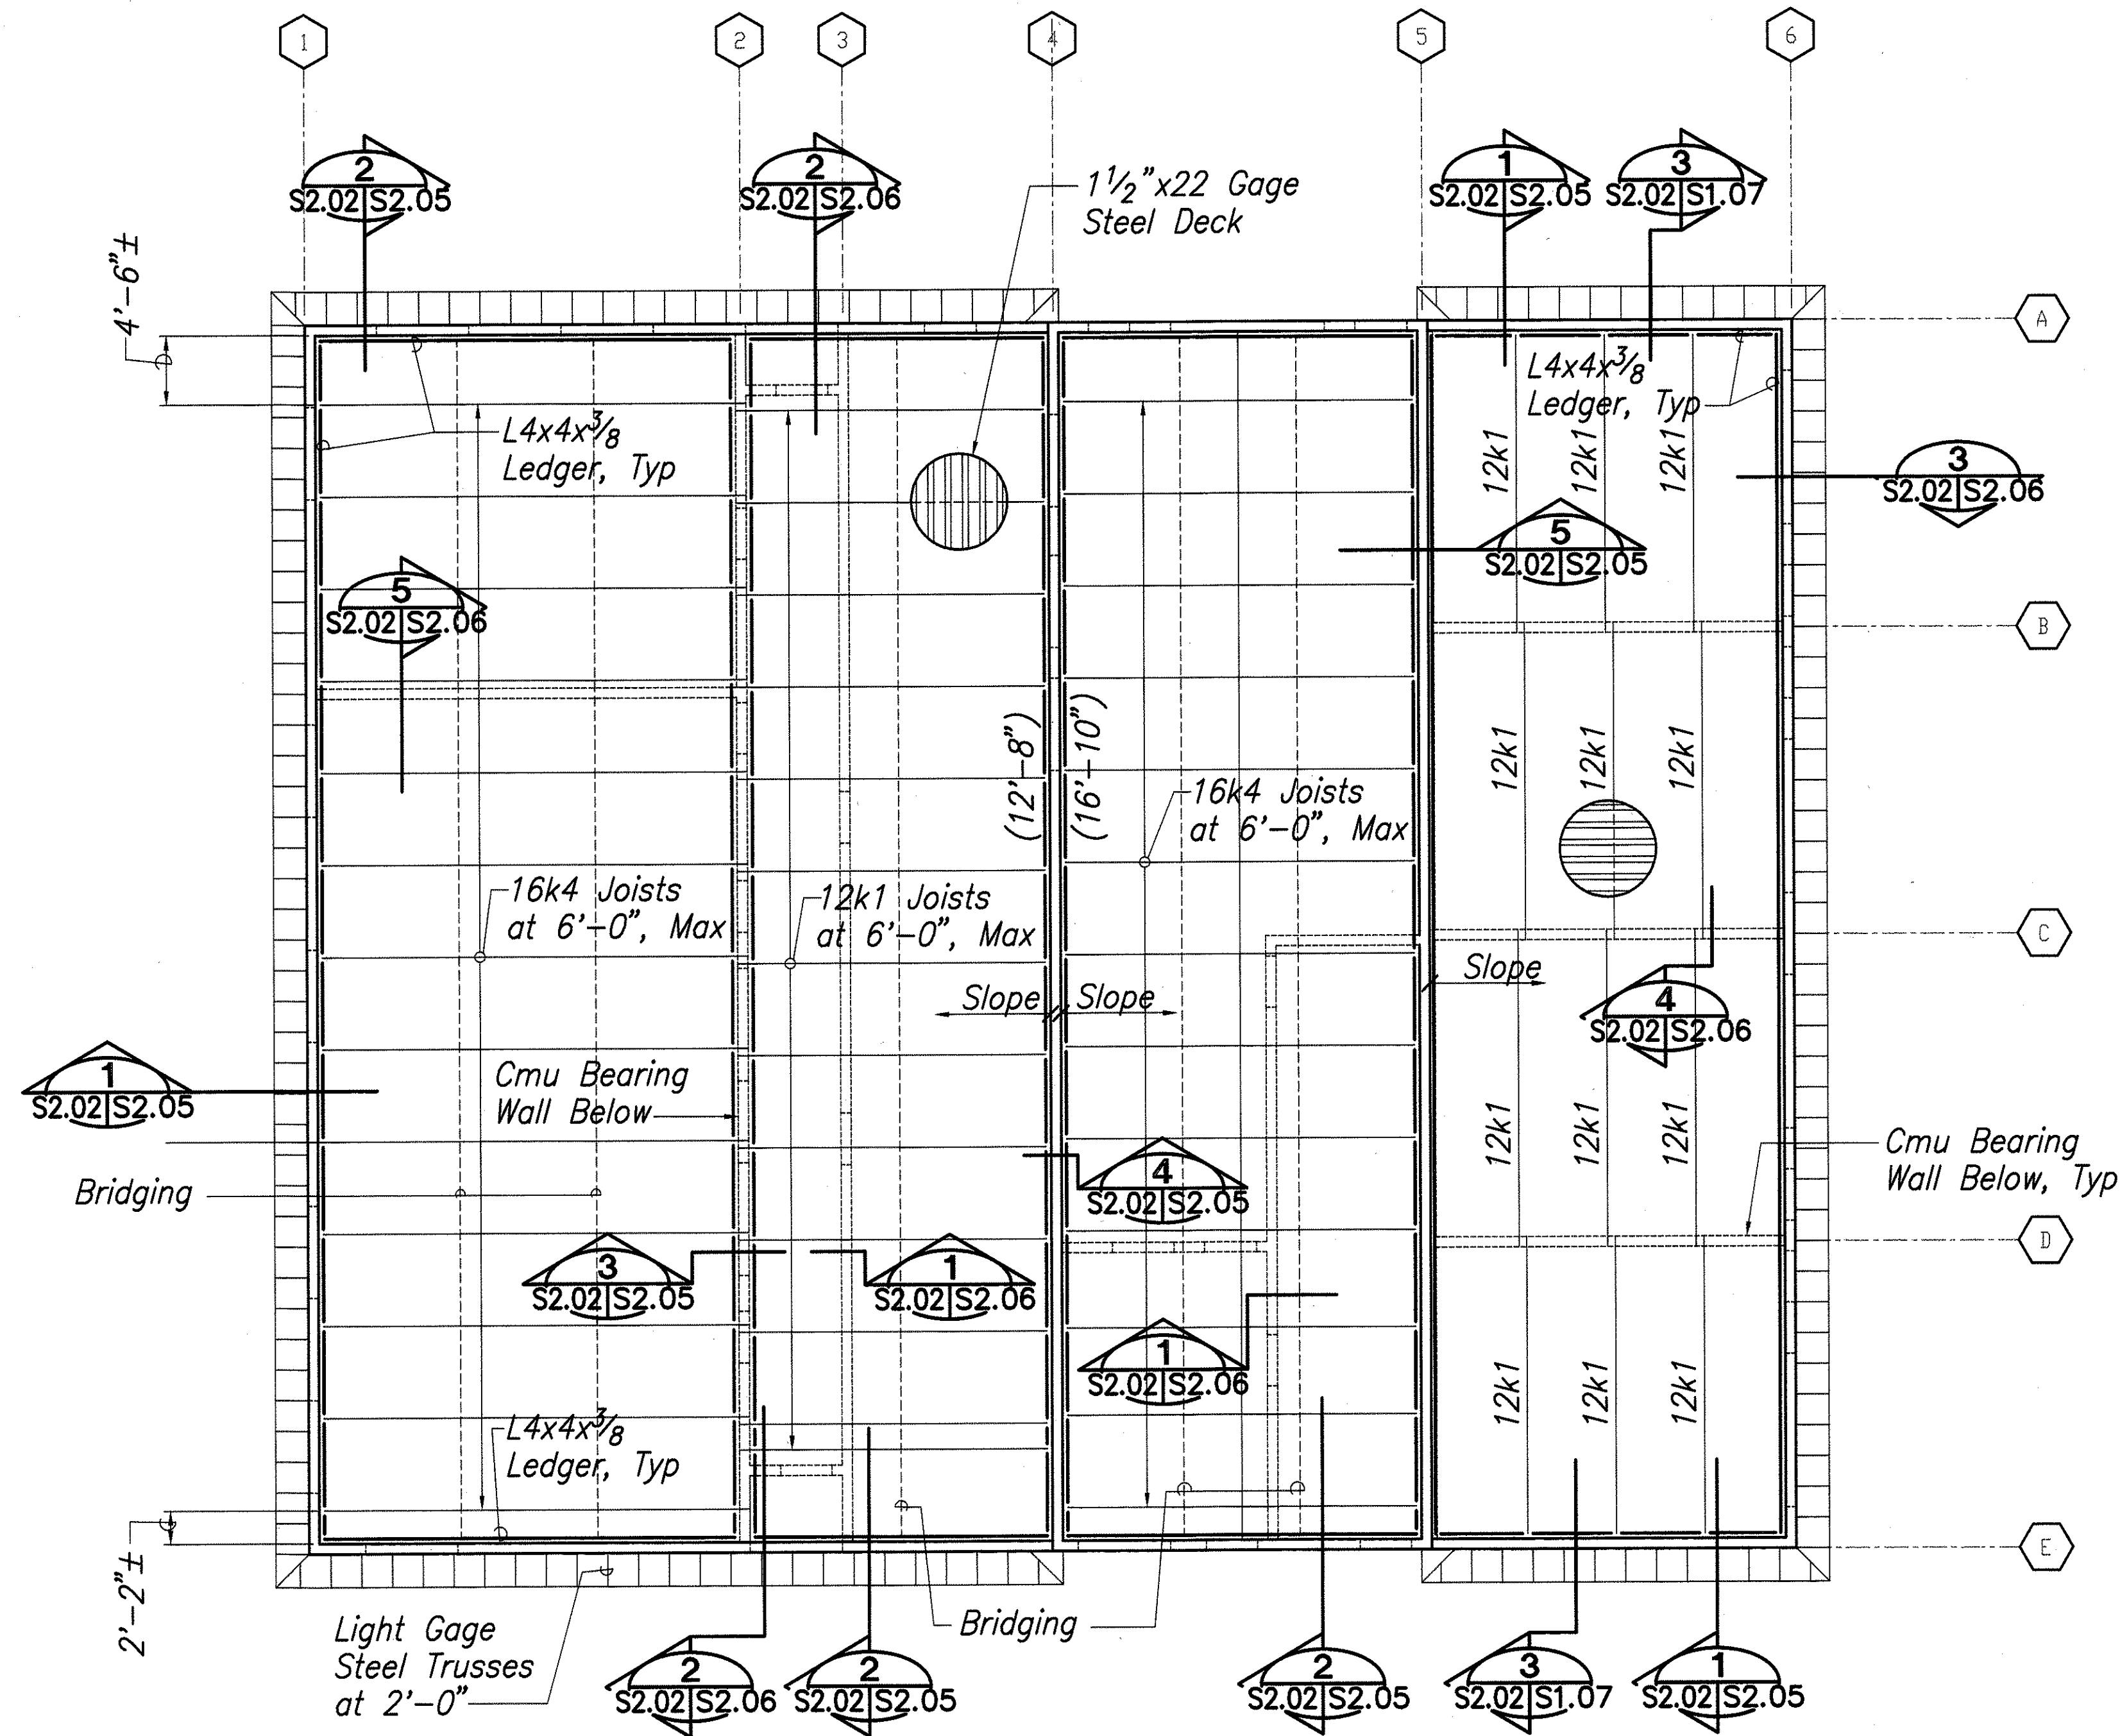 1
2
3
4
5
6
2
S2.02 S2.05
2
S2.02 S2.06
1
S2.02 S2.05
3
S2.02 S1.07
1½"x22 Gage
Steel Deck
4'-6"±
A
L4x4x³⁄₈
Ledger, Typ
L4x4x³⁄₈
Ledger, Typ
12k1
12k1
12k1
3
S2.02 S2.06
5
S2.02 S2.05
5
S2.02 S2.06
B
(12'-8")
(16'-10")
12k1
12k1
12k1
16k4 Joists
at 6'-0", Max
16k4 Joists
at 6'-0", Max
12k1 Joists
at 6'-0", Max
C
Slope
Slope
Slope
4
S2.02 S2.06
1
S2.02 S2.05
Cmu Bearing
Wall Below
12k1
12k1
12k1
Cmu Bearing
Wall Below, Typ
Bridging
4
S2.02 S2.05
D
3
S2.02 S2.05
1
S2.02 S2.06
1
S2.02 S2.06
12k1
12k1
12k1
L4x4x³⁄₈
Ledger, Typ
2'-2"±
E
Light Gage
Steel Trusses
at 2'-0"
Bridging
2
S2.02 S2.06
2
S2.02 S2.05
2
S2.02 S2.05
3
S2.02 S1.07
1
S2.02 S2.05